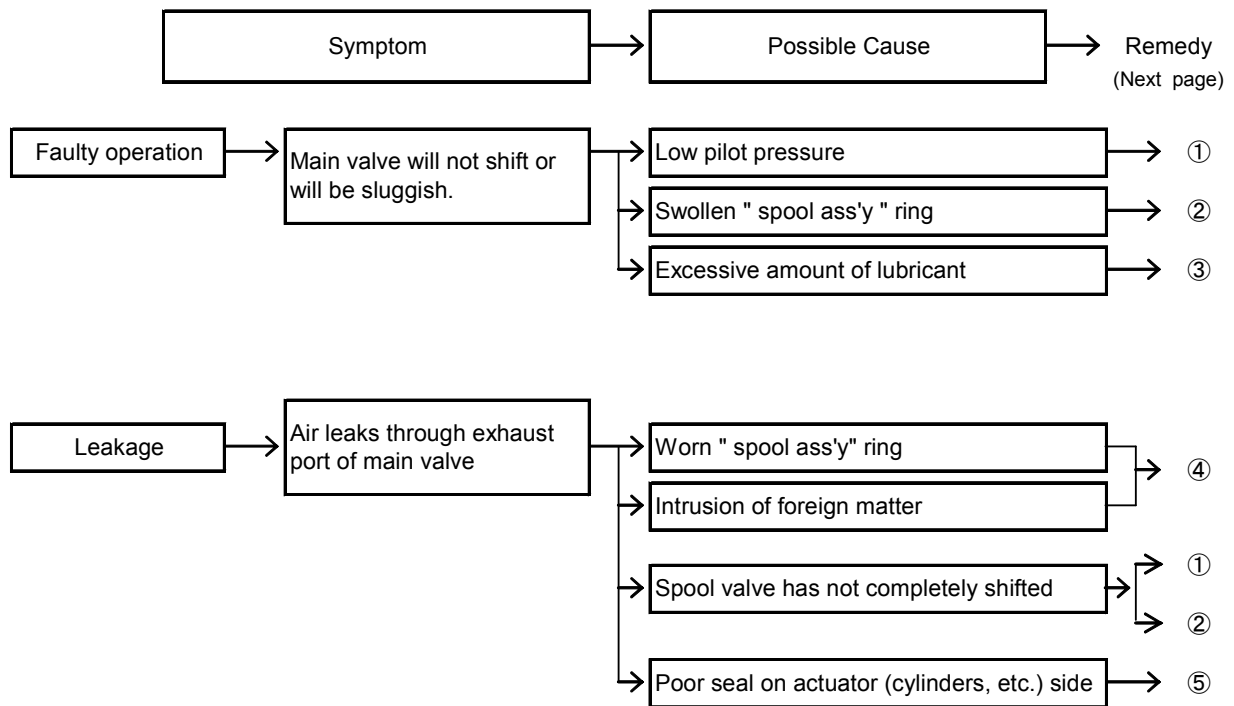 Symptom
Possible Cause
Remedy
(Next page)
Faulty operation
Main valve will not shift or
will be sluggish.
Low pilot pressure
①
Swollen " spool ass'y " ring
②
Excessive amount of lubricant
③
Leakage
Air leaks through exhaust
port of main valve
Worn " spool ass'y" ring
Intrusion of foreign matter
④
Spool valve has not completely shifted
①
②
Poor seal on actuator (cylinders, etc.) side
⑤